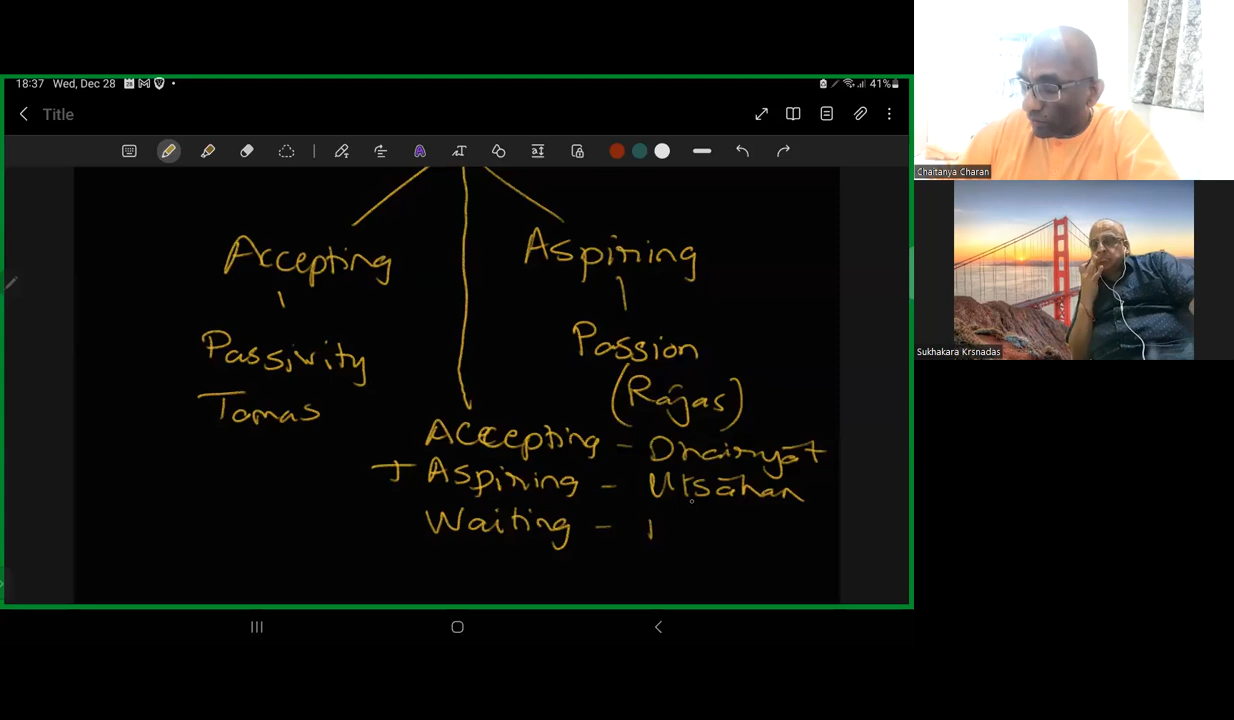 18:37 Wed, Dec 28 41%
Title
Chaitanya Charan
Accepting Aspiring
Passivity Passion
Tamas (Rajas)
Accepting - Dhairyāt
+ Aspiring - Utsāhan
Waiting -
Sukhakara Krsnadas